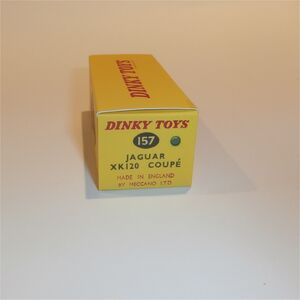 DINKY TOYS
DINKY TOYS
157
JAGUAR
XK120 COUPÉ
MADE IN ENGLAND
BY MECCANO LTD